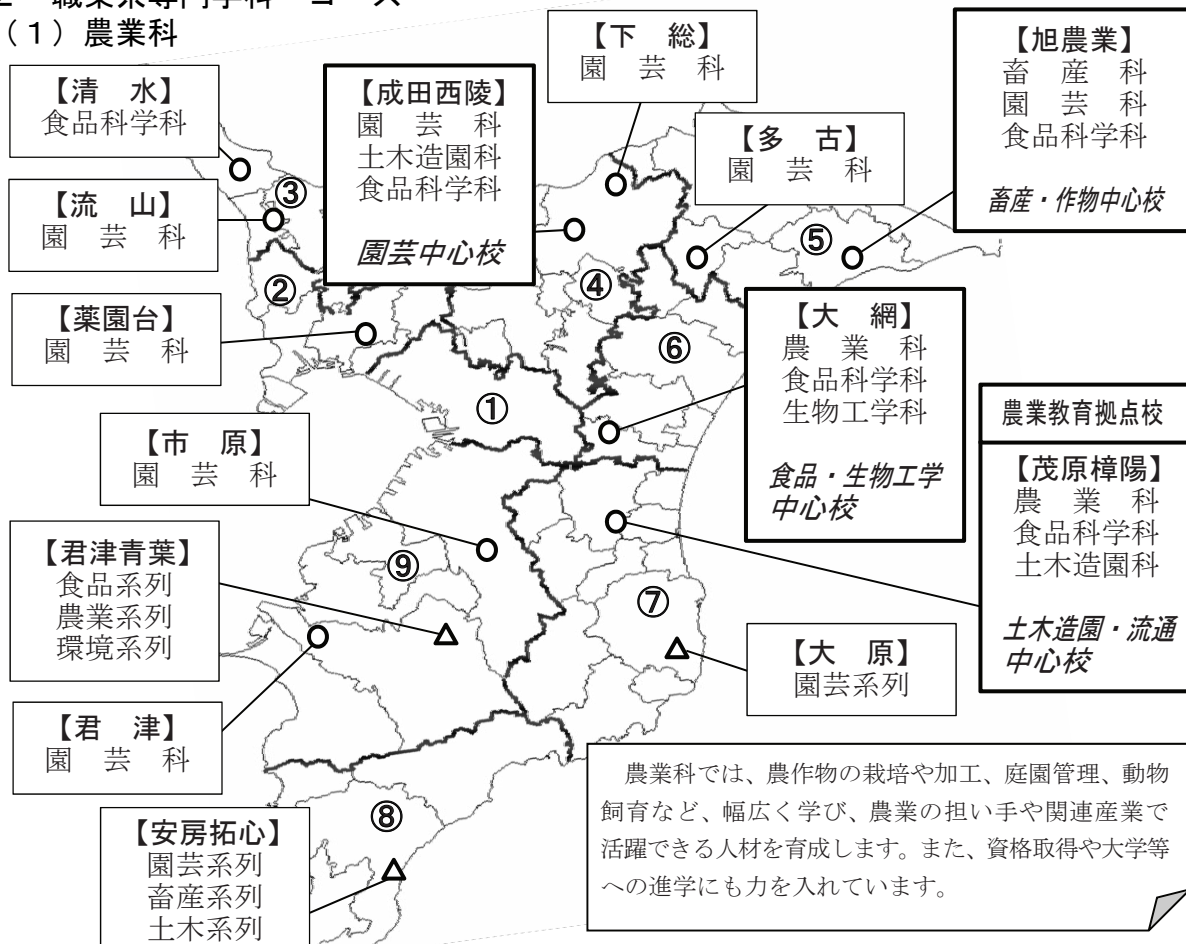 （１）農業科
【清　水】
食品科学科
【流　山】
園　芸　科
【薬園台】
園　芸　科
【成田西陵】
園　芸　科
土木造園科
食品科学科
園芸中心校
【下　総】
園　芸　科
【多　古】
園　芸　科
【旭農業】
畜　産　科
園　芸　科
食品科学科
畜産・作物中心校
③
②
④
⑤
⑥
①
【大　網】
農　業　科
食品科学科
生物工学科
食品・生物工学
中心校
農業教育拠点校
【茂原樟陽】
農　業　科
食品科学科
土木造園科
土木造園・流通
中心校
【市　原】
園　芸　科
【君津青葉】
食品系列
農業系列
環境系列
⑨
⑦
【大　原】
園芸系列
【君　津】
園　芸　科
⑧
【安房拓心】
園芸系列
畜産系列
土木系列
農業科では、農作物の栽培や加工、庭園管理、動物
飼育など、幅広く学び、農業の担い手や関連産業で
活躍できる人材を育成します。また、資格取得や大学等
への進学にも力を入れています。